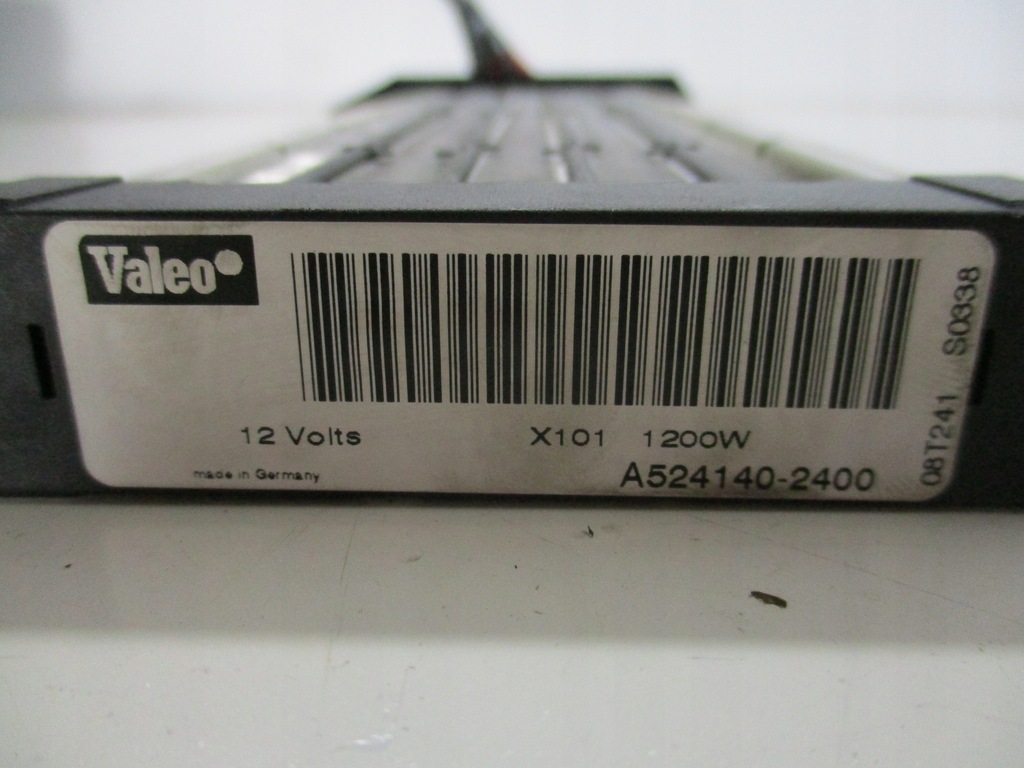 Valeo
12 Volts X101 1200W
made in Germany A524140-2400
08T241 S0338